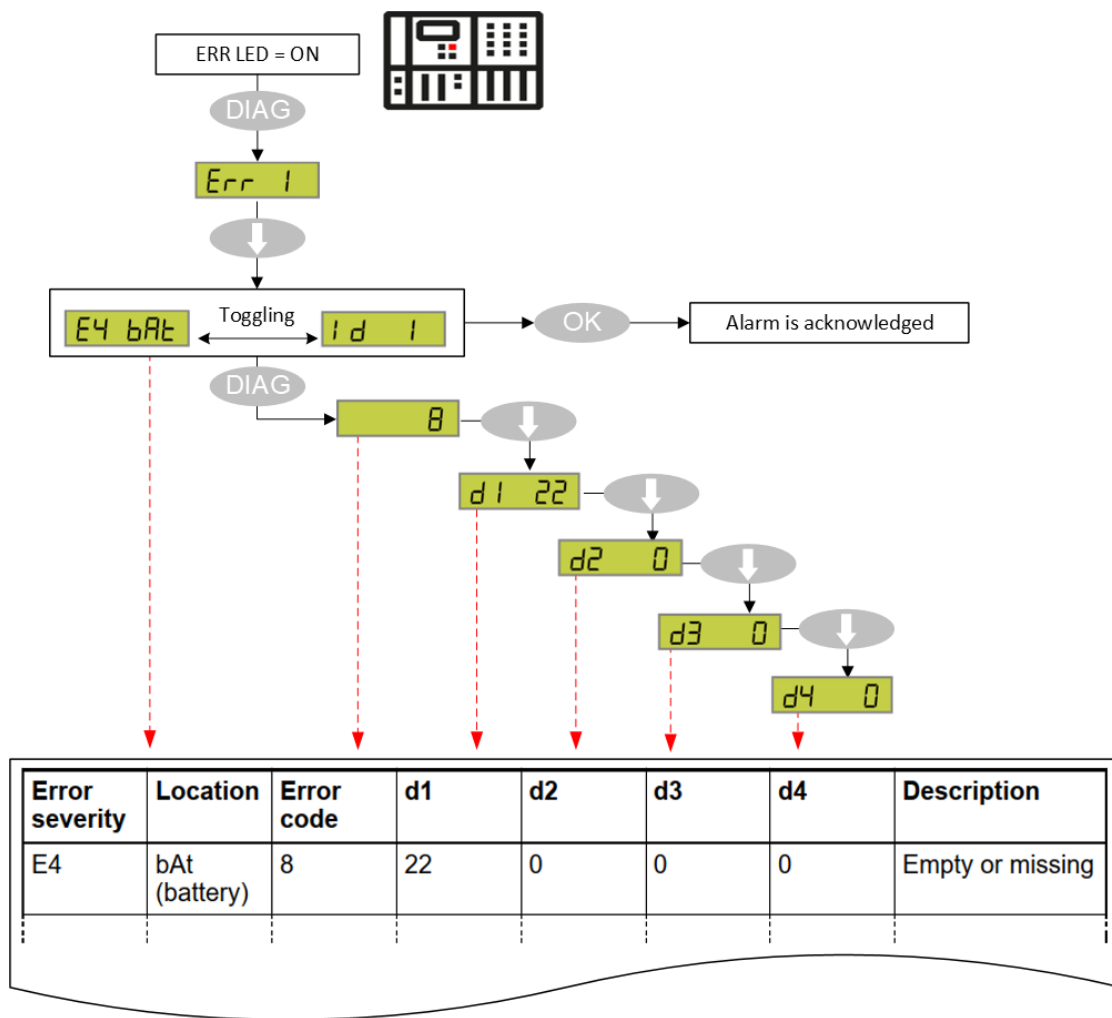 ERR LED = ON
DIAG
Err 1
E4 bAt
Toggling
Id 1
OK
Alarm is acknowledged
DIAG
8
d1 22
d2 0
d3 0
d4 0
Error severity Location Error code d1 d2 d3 d4 Description
E4 bAt (battery) 8 22 0 0 0 Empty or missing